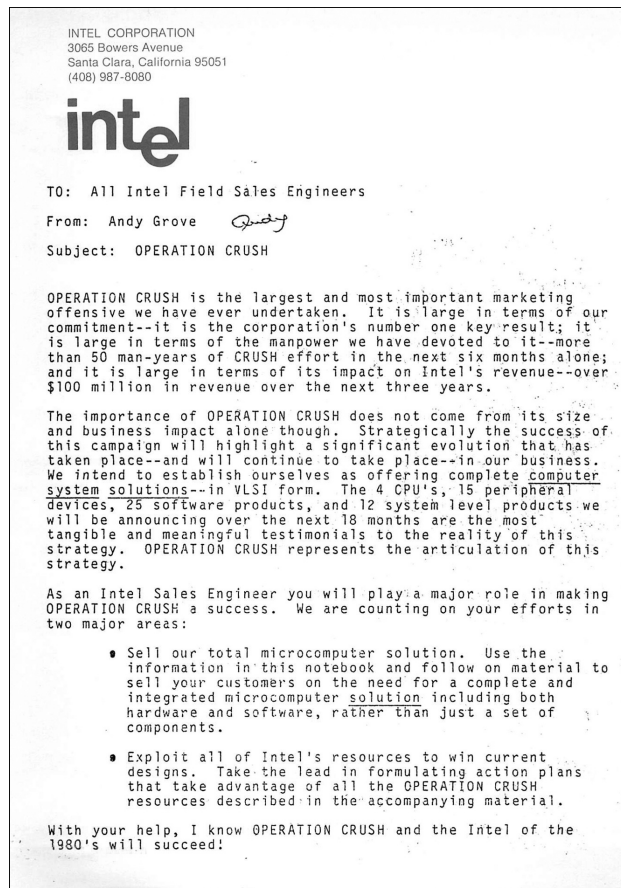 INTEL CORPORATION
3065 Bowers Avenue
Santa Clara, California 95051
(408) 987-8080
intel
TO: All Intel Field Sales Engineers
From: Andy Grove Andy
Subject: OPERATION CRUSH
OPERATION CRUSH is the largest and most important marketing
offensive we have ever undertaken. It is large in terms of our
commitment--it is the corporation's number one key result; it
is large in terms of the manpower we have devoted to it--more
than 50 man-years of CRUSH effort in the next six months alone;
and it is large in terms of its impact on Intel's revenue--over
$100 million in revenue over the next three years.
The importance of OPERATION CRUSH does not come from its size
and business impact alone though. Strategically the success of
this campaign will highlight a significant evolution that has
taken place--and will continue to take place--in our business.
We intend to establish ourselves as offering complete computer
system solutions--in VLSI form. The 4 CPU's, 15 peripheral
devices, 25 software products, and 12 system level products we
will be announcing over the next 18 months are the most
tangible and meaningful testimonials to the reality of this
strategy. OPERATION CRUSH represents the articulation of this
strategy.
As an Intel Sales Engineer you will play a major role in making
OPERATION CRUSH a success. We are counting on your efforts in
two major areas:
• Sell our total microcomputer solution. Use the
information in this notebook and follow on material to
sell your customers on the need for a complete and
integrated microcomputer solution including both
hardware and software, rather than just a set of
components.
• Exploit all of Intel's resources to win current
designs. Take the lead in formulating action plans
that take advantage of all the OPERATION CRUSH
resources described in the accompanying material.
With your help, I know OPERATION CRUSH and the Intel of the
1980's will succeed!